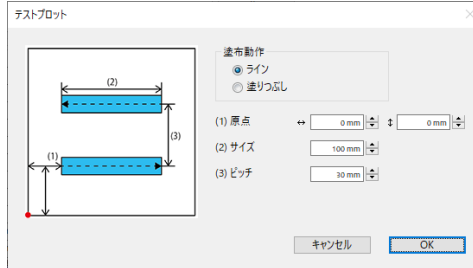 テストプロット
塗布動作
ライン
塗りつぶし
(1) 原点 ↔ 0 mm ↕ 0 mm
(2) サイズ 100 mm
(3) ピッチ 30 mm
(2)
(3)
(1)
キャンセル OK